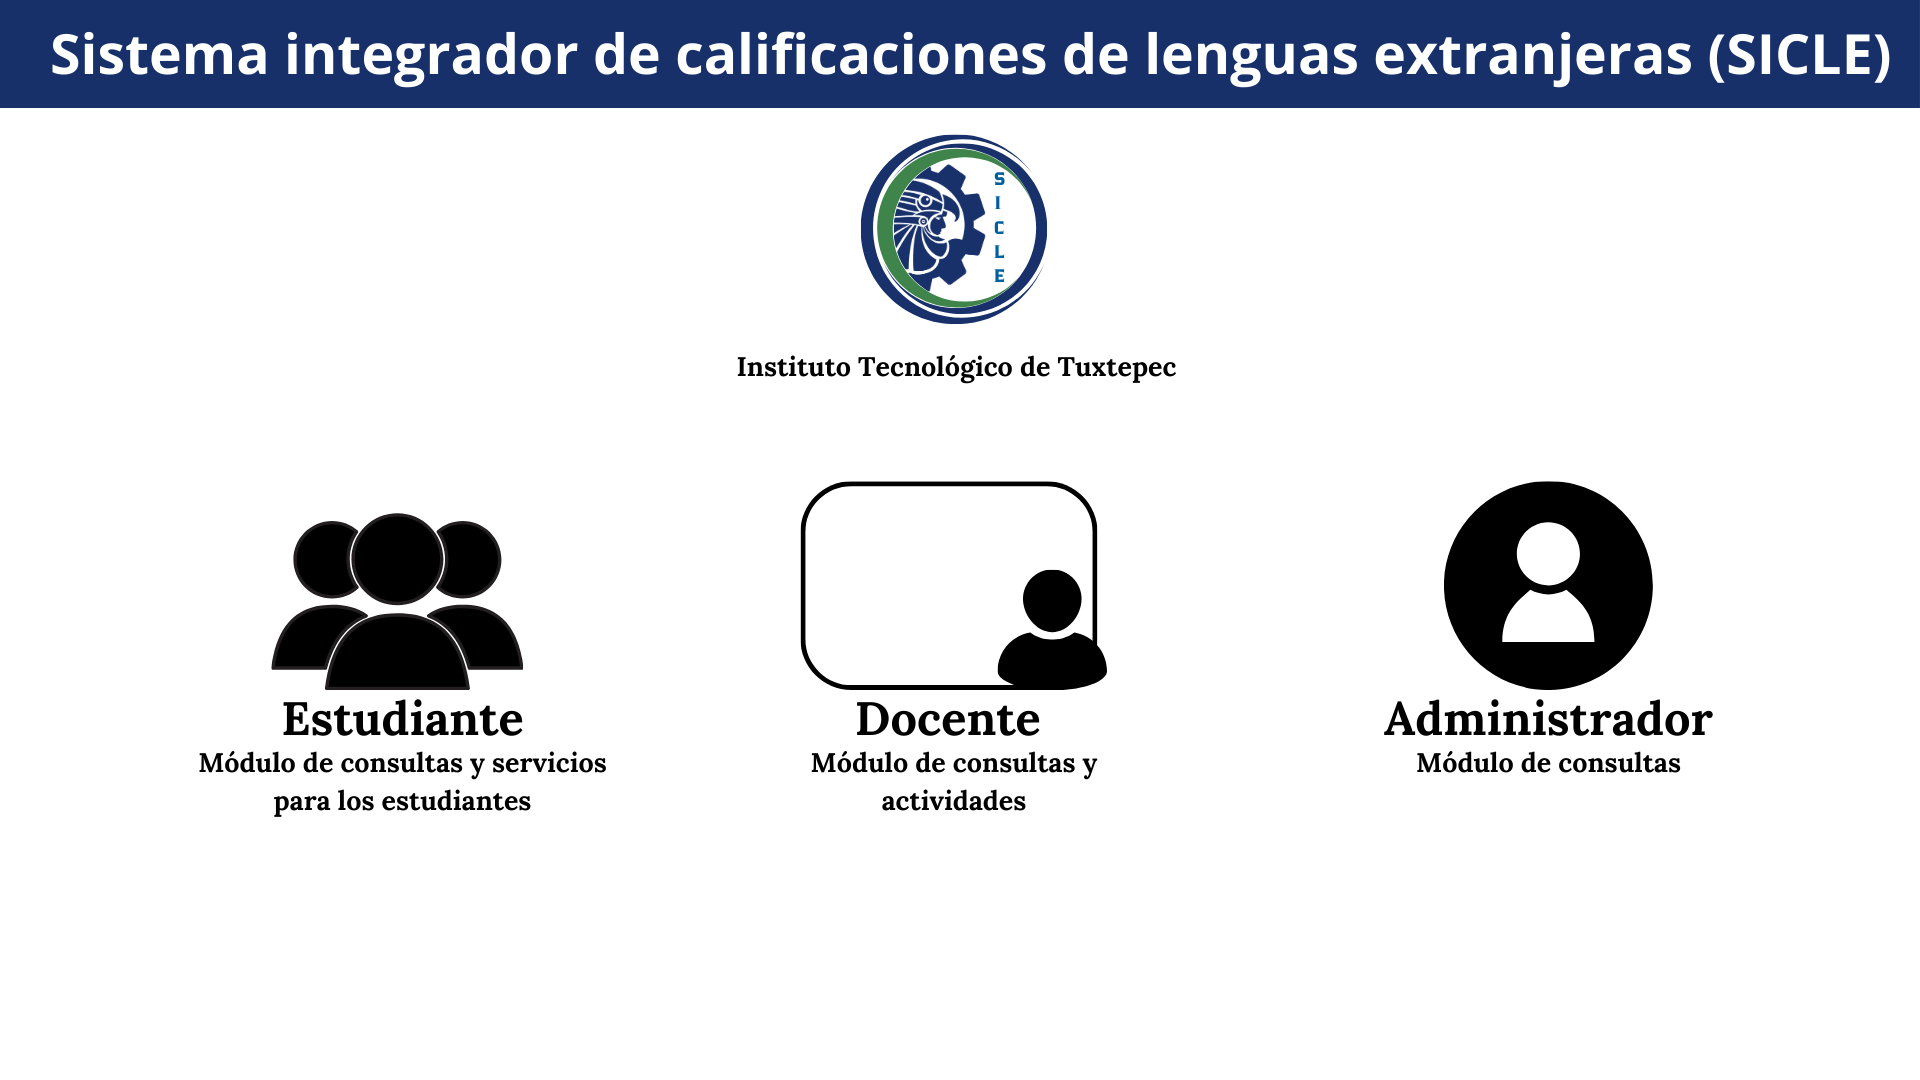 Sistema integrador de calificaciones de lenguas extranjeras (SICLE)
S
I
C
L
E
Instituto Tecnológico de Tuxtepec
Estudiante
Módulo de consultas y servicios
para los estudiantes
Docente
Módulo de consultas y
actividades
Administrador
Módulo de consultas